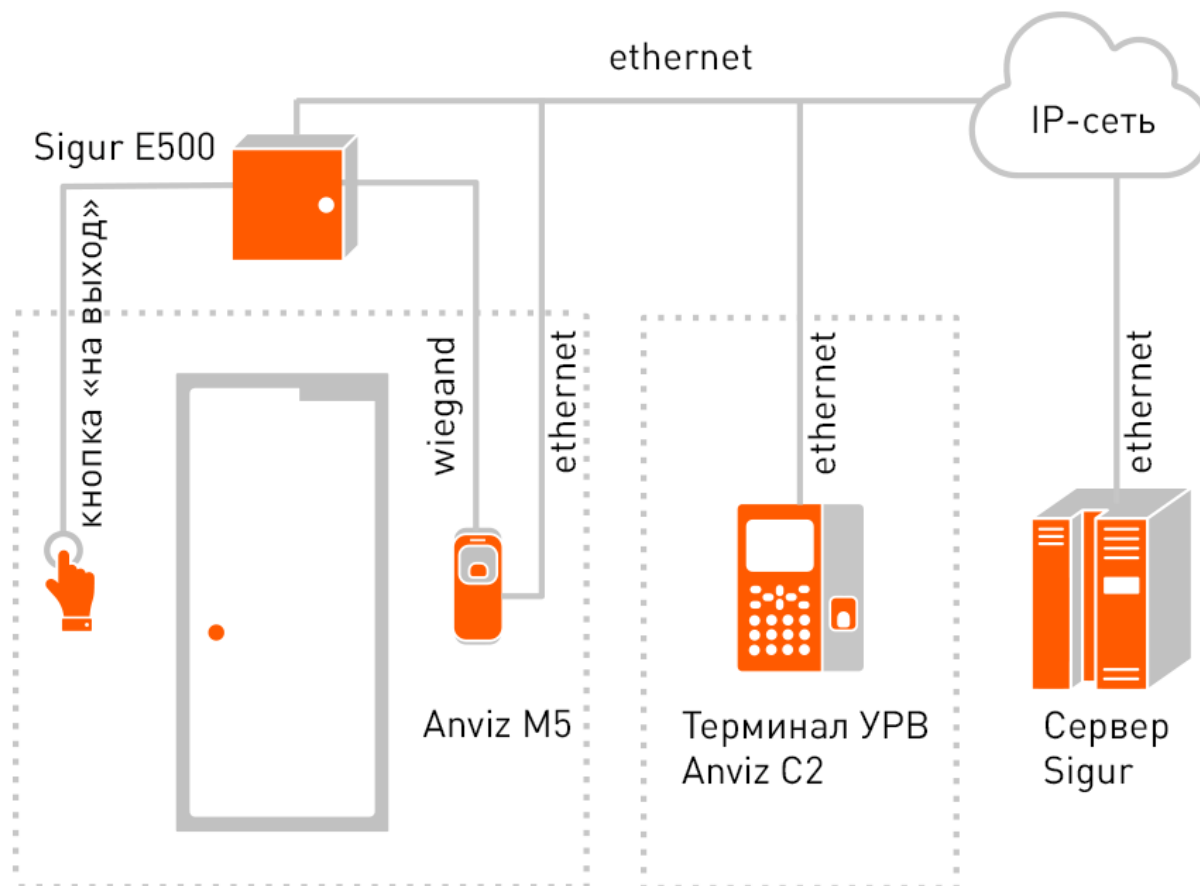 ethernet
IP-сеть
Sigur E500
кнопка «на выход»
wiegand
ethernet
ethernet
ethernet
Anviz M5
Терминал УРВ
Anviz C2
Сервер
Sigur